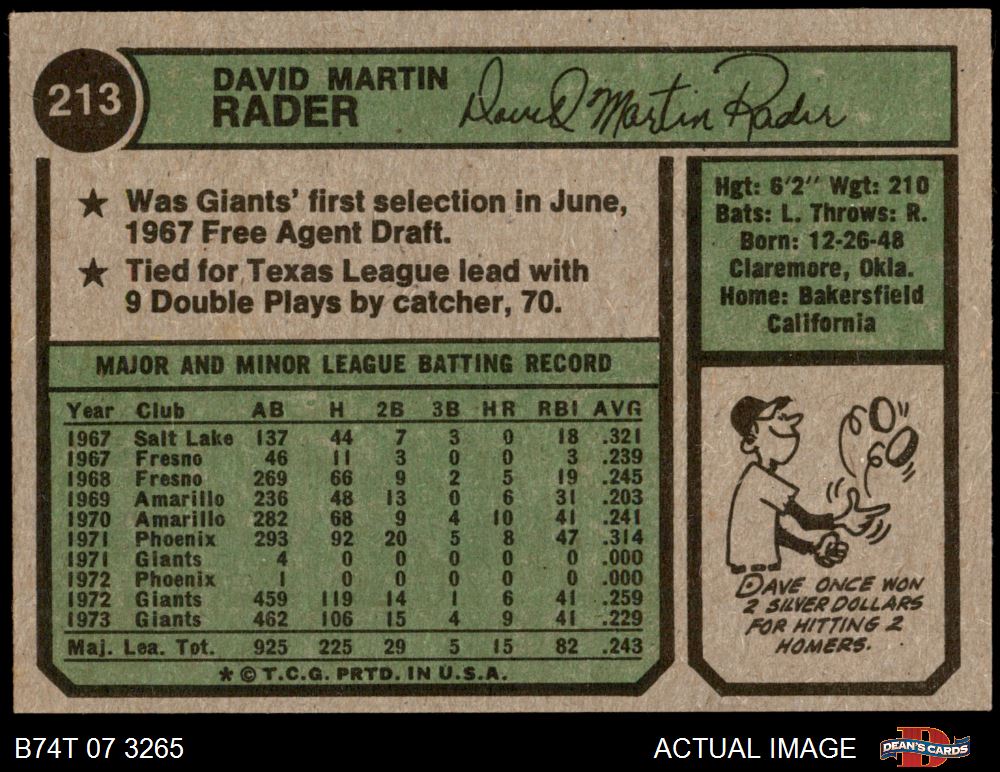 213
DAVID MARTIN
RADER
David Martin Rader
★ Was Giants' first selection in June,
1967 Free Agent Draft.
★ Tied for Texas League lead with
9 Double Plays by catcher, 70.
Hgt: 6'2" Wgt: 210
Bats: L. Throws: R.
Born: 12-26-48
Claremore, Okla.
Home: Bakersfield
California
MAJOR AND MINOR LEAGUE BATTING RECORD
Year Club AB H 2B 3B HR RBI AVG
1967 Salt Lake 137 44 7 3 0 18 .321
1967 Fresno 46 11 3 0 0 3 .239
1968 Fresno 269 66 9 2 5 19 .245
1969 Amarillo 236 48 13 0 6 31 .203
1970 Amarillo 282 68 9 4 10 41 .241
1971 Phoenix 293 92 20 5 8 47 .314
1971 Giants 4 0 0 0 0 0 .000
1972 Phoenix 1 0 0 0 0 0 .000
1972 Giants 459 119 14 1 6 41 .259
1973 Giants 462 106 15 4 9 41 .229
Maj. Lea. Tot. 925 225 29 5 15 82 .243
* © T.C.G. PRTD. IN U.S.A.
DAVE ONCE WON
2 SILVER DOLLARS
FOR HITTING 2
HOMERS.
B74T 07 3265
ACTUAL IMAGE
DEAN'S CARDS